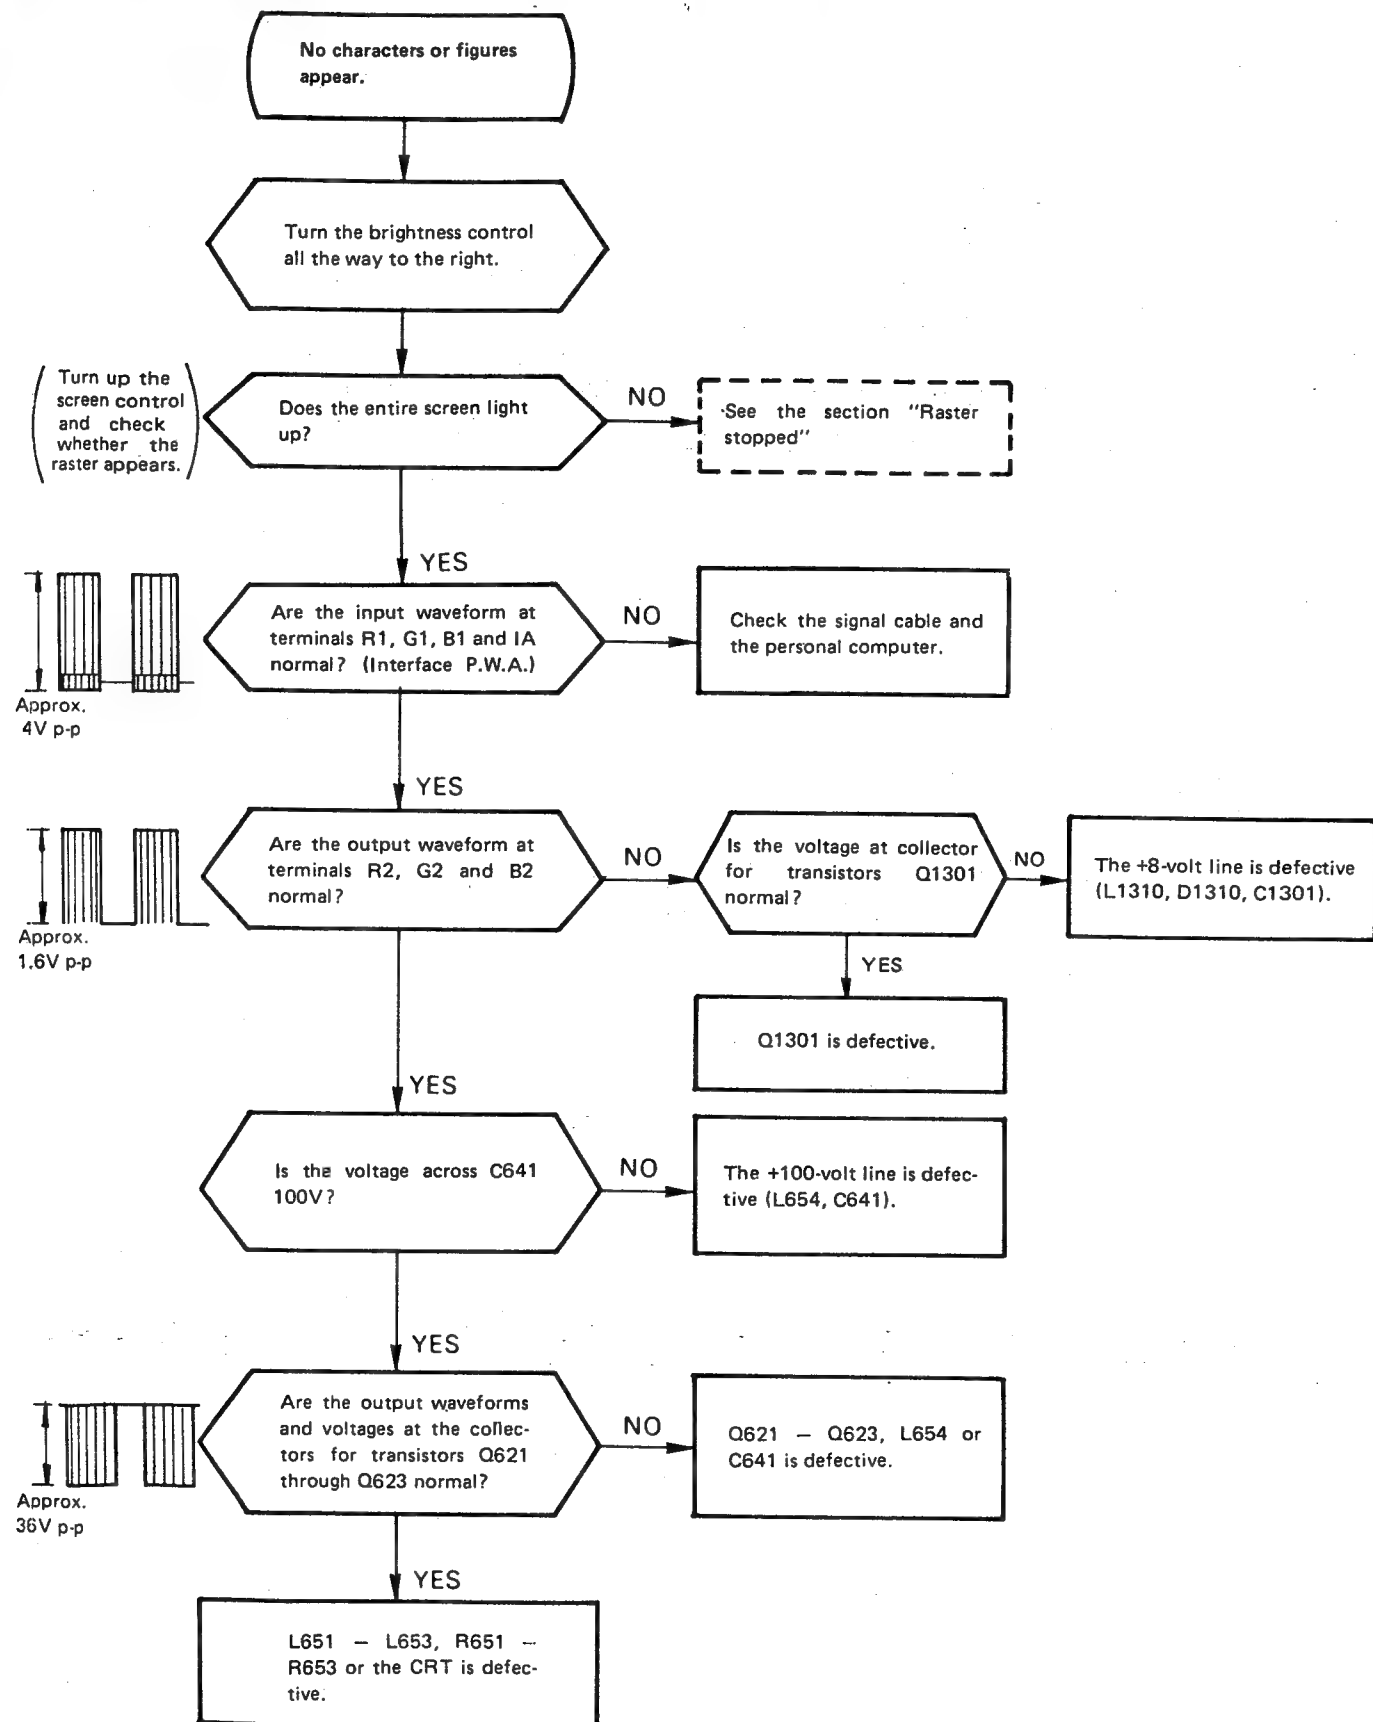 No characters or figures
appear.
Turn the brightness control
all the way to the right.
Turn up the
screen control
and check
whether the
raster appears.
Does the entire screen light
up?
NO
See the section "Raster
stopped"
YES
Approx.
4V p-p
Are the input waveform at
terminals R1, G1, B1 and IA
normal? (Interface P.W.A.)
NO
Check the signal cable and
the personal computer.
YES
Approx.
1.6V p-p
Are the output waveform at
terminals R2, G2 and B2
normal?
NO
Is the voltage at collector
for transistors Q1301
normal?
NO
The +8-volt line is defective
(L1310, D1310, C1301).
YES
Q1301 is defective.
YES
Is the voltage across C641
100V?
NO
The +100-volt line is defec-
tive (L654, C641).
YES
Approx.
36V p-p
Are the output waveforms
and voltages at the collec-
tors for transistors Q621
through Q623 normal?
NO
Q621 – Q623, L654 or
C641 is defective.
YES
L651 – L653, R651 –
R653 or the CRT is defec-
tive.